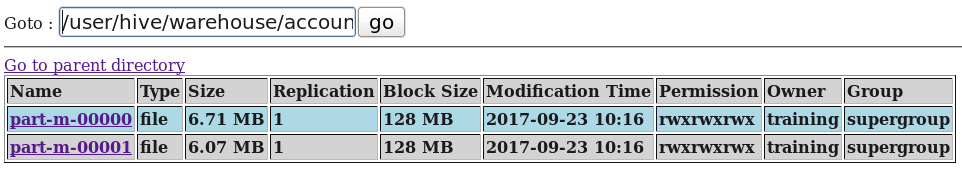 Goto : /user/hive/warehouse/accoun go
Go to parent directory
Name Type Size Replication Block Size Modification Time Permission Owner Group
part-m-00000 file 6.71 MB 1 128 MB 2017-09-23 10:16 rwxrwxrwx training supergroup
part-m-00001 file 6.07 MB 1 128 MB 2017-09-23 10:16 rwxrwxrwx training supergroup